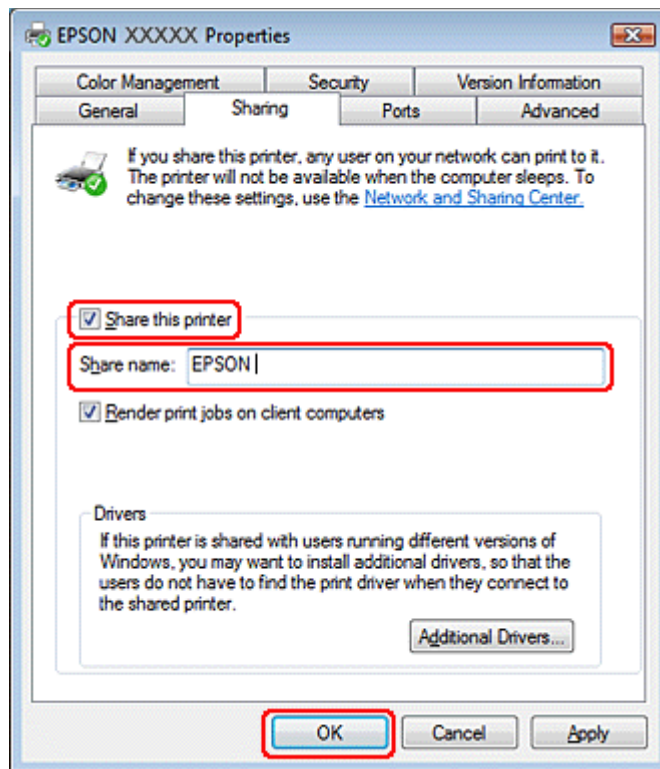 EPSON XXXXX Properties
Color Management Security Version Information
General Sharing Ports Advanced
If you share this printer, any user on your network can print to it.
The printer will not be available when the computer sleeps. To
change these settings, use the Network and Sharing Center.
Share this printer
Share name: EPSON
Render print jobs on client computers
Drivers
If this printer is shared with users running different versions of
Windows, you may want to install additional drivers, so that the
users do not have to find the print driver when they connect to
the shared printer.
Additional Drivers...
OK Cancel Apply